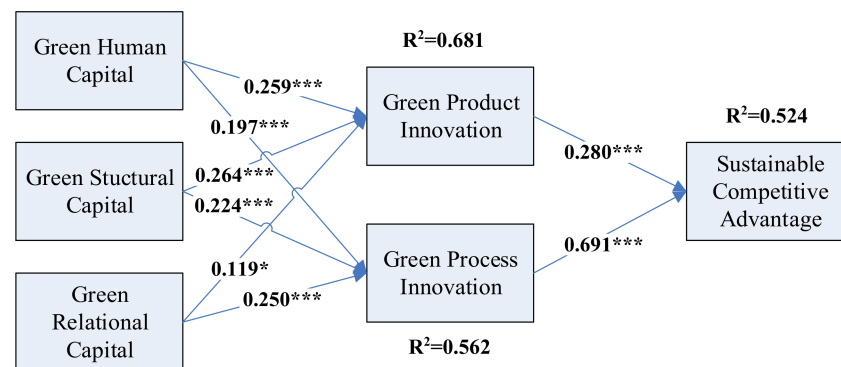 Green Human
Capital
Green Stuctural
Capital
Green
Relational
Capital
0.259***
0.197***
0.264***
0.224***
0.119*
0.250***
R²=0.681
Green Product
Innovation
Green Process
Innovation
R²=0.562
0.280***
0.691***
R²=0.524
Sustainable
Competitive
Advantage